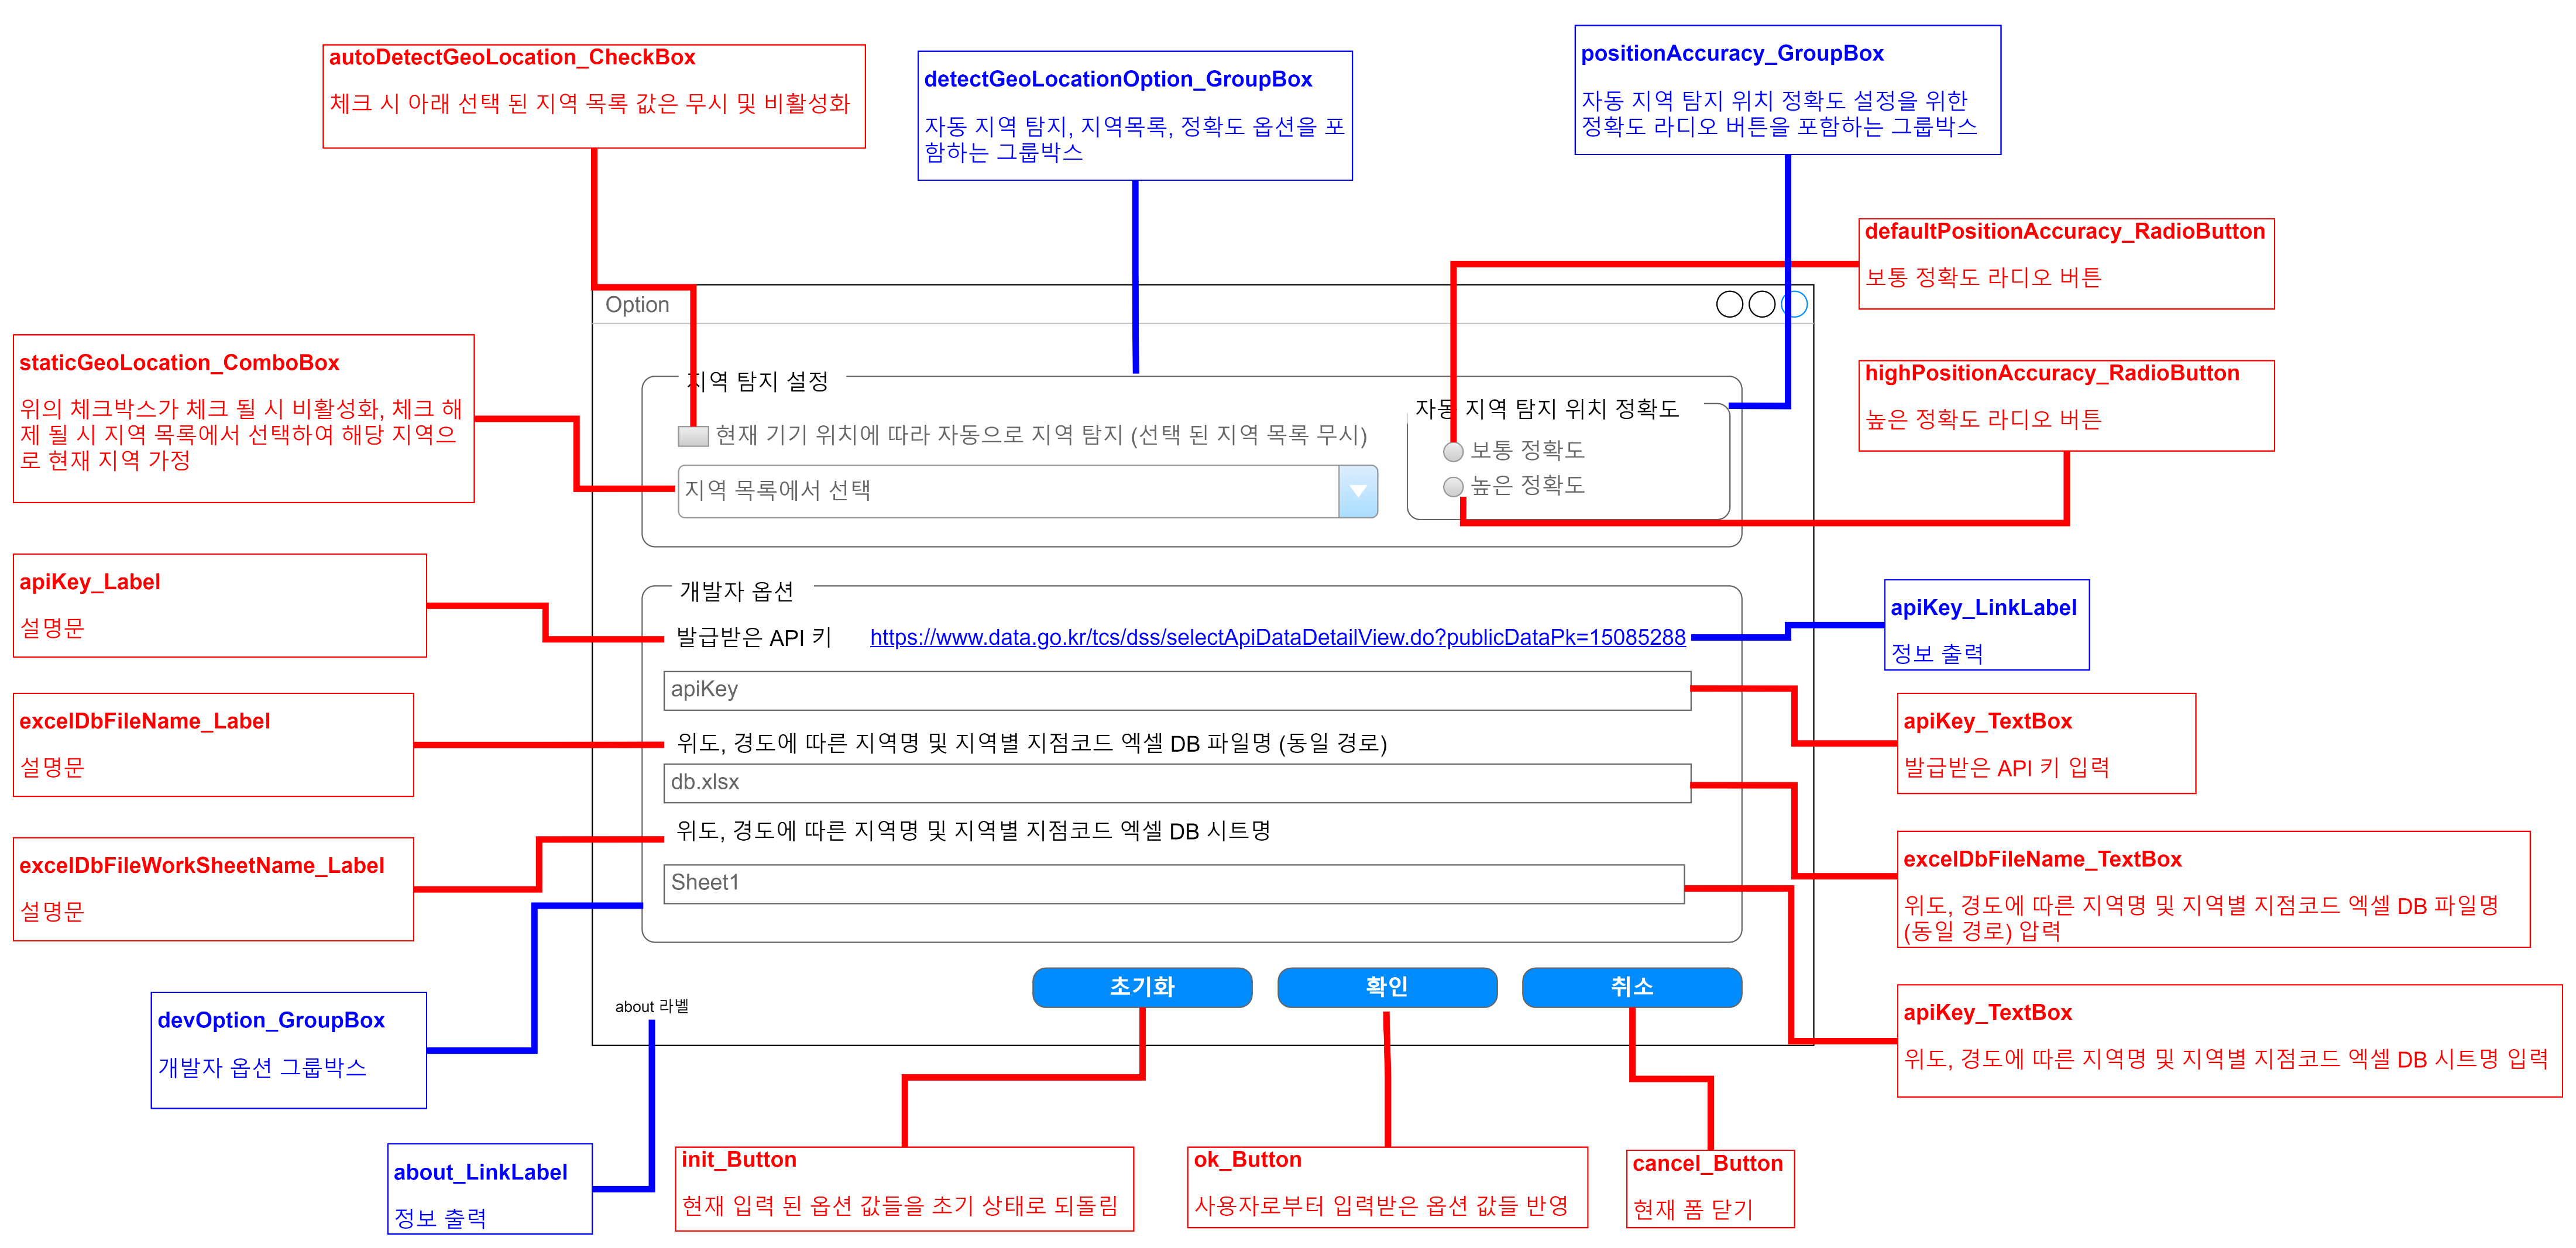 autoDetectGeoLocation_CheckBox
체크 시 아래 선택 된 지역 목록 값은 무시 및 비활성화
detectGeoLocationOption_GroupBox
자동 지역 탐지, 지역목록, 정확도 옵션을 포
함하는 그룹박스
positionAccuracy_GroupBox
자동 지역 탐지 위치 정확도 설정을 위한
정확도 라디오 버튼을 포함하는 그룹박스
defaultPositionAccuracy_RadioButton
보통 정확도 라디오 버튼
highPositionAccuracy_RadioButton
높은 정확도 라디오 버튼
staticGeoLocation_ComboBox
위의 체크박스가 체크 될 시 비활성화, 체크 해
제 될 시 지역 목록에서 선택하여 해당 지역으
로 현재 지역 가정
Option
지역 탐지 설정
현재 기기 위치에 따라 자동으로 지역 탐지 (선택 된 지역 목록 무시)
지역 목록에서 선택
자동 지역 탐지 위치 정확도
보통 정확도
높은 정확도
apiKey_Label
설명문
개발자 옵션
발급받은 API 키
https://www.data.go.kr/tcs/dss/selectApiDataDetailView.do?publicDataPk=15085288
apiKey_LinkLabel
정보 출력
apiKey
apiKey_TextBox
발급받은 API 키 입력
excelDbFileName_Label
설명문
위도, 경도에 따른 지역명 및 지역별 지점코드 엑셀 DB 파일명 (동일 경로)
db.xlsx
excelDbFileName_TextBox
위도, 경도에 따른 지역명 및 지역별 지점코드 엑셀 DB 파일명
(동일 경로) 압력
excelDbFileWorkSheetName_Label
설명문
위도, 경도에 따른 지역명 및 지역별 지점코드 엑셀 DB 시트명
Sheet1
apiKey_TextBox
위도, 경도에 따른 지역명 및 지역별 지점코드 엑셀 DB 시트명 입력
devOption_GroupBox
개발자 옵션 그룹박스
about 라벨
초기화
확인
취소
about_LinkLabel
정보 출력
init_Button
현재 입력 된 옵션 값들을 초기 상태로 되돌림
ok_Button
사용자로부터 입력받은 옵션 값들 반영
cancel_Button
현재 폼 닫기